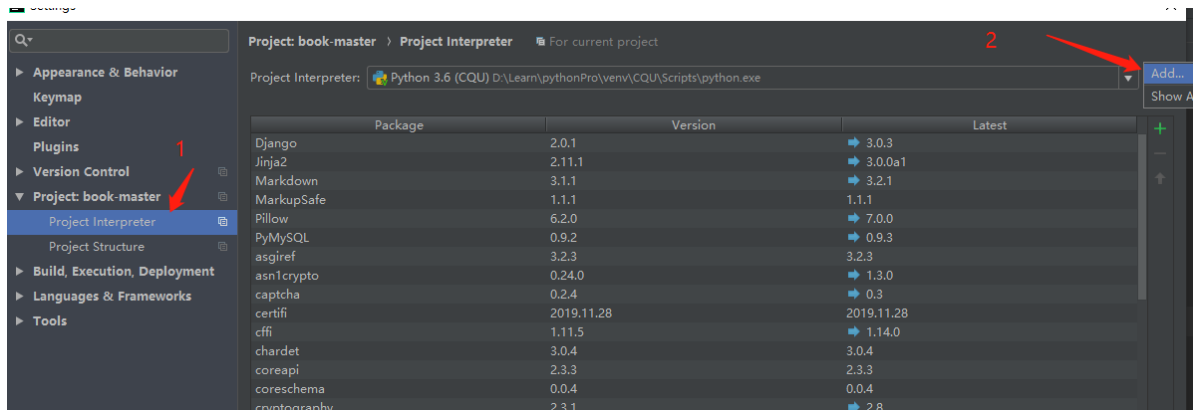 Settings
Project: book-master › Project Interpreter For current project
2
Appearance & Behavior
Keymap
Editor
Plugins
1
Version Control
Project: book-master
Project Interpreter
Project Structure
Build, Execution, Deployment
Languages & Frameworks
Tools
Project Interpreter: Python 3.6 (CQU) D:\Learn\pythonPro\venv\CQU\Scripts\python.exe
Add...
Show A
Package Version Latest
Django 2.0.1 3.0.3
Jinja2 2.11.1 3.0.0a1
Markdown 3.1.1 3.2.1
MarkupSafe 1.1.1 1.1.1
Pillow 6.2.0 7.0.0
PyMySQL 0.9.2 0.9.3
asgiref 3.2.3 3.2.3
asn1crypto 0.24.0 1.3.0
captcha 0.2.4 0.3
certifi 2019.11.28 2019.11.28
cffi 1.11.5 1.14.0
chardet 3.0.4 3.0.4
coreapi 2.3.3 2.3.3
coreschema 0.0.4 0.0.4
cryptography 2.3.1 2.8